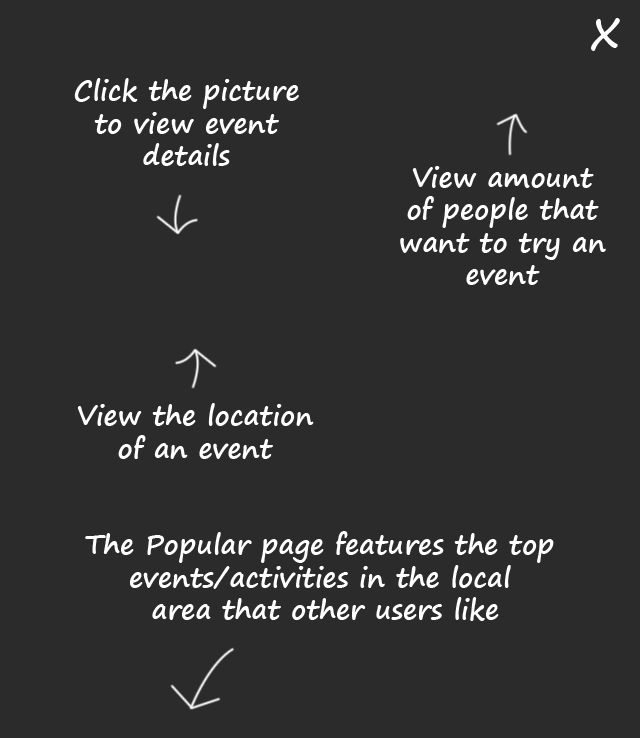 X
Click the picture
to view event
details
View amount
of people that
want to try an
event
View the location
of an event
The Popular page features the top
events/activities in the local
area that other users like